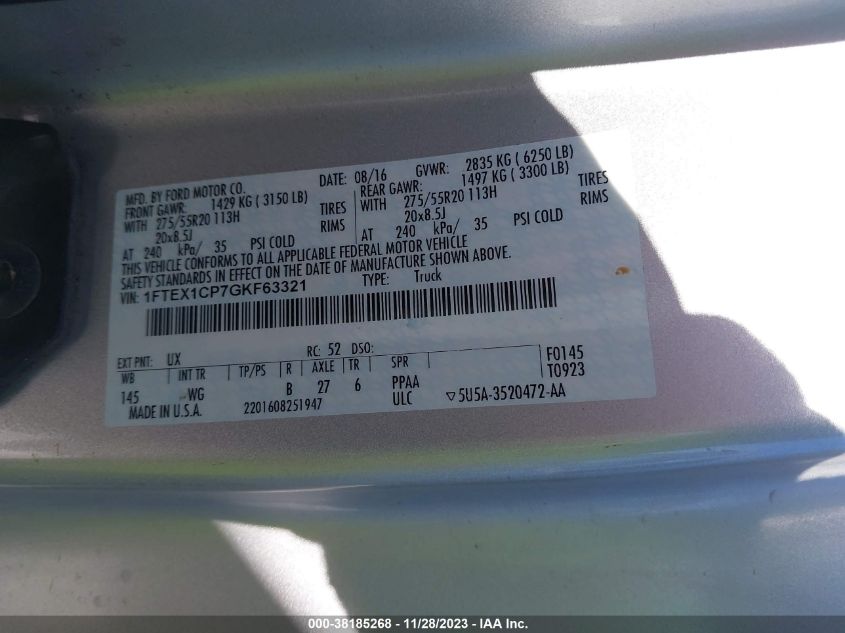 MFD. BY FORD MOTOR CO.
DATE: 08/16 GVWR: 2835 KG ( 6250 LB)
FRONT GAWR: 1429 KG ( 3150 LB) REAR GAWR: 1497 KG ( 3300 LB)
WITH 275/55R20 113H TIRES WITH 275/55R20 113H TIRES
20x8.5J RIMS 20x8.5J RIMS
AT 240 kPa/ 35 PSI COLD AT 240 kPa/ 35 PSI COLD
THIS VEHICLE CONFORMS TO ALL APPLICABLE FEDERAL MOTOR VEHICLE
SAFETY STANDARDS IN EFFECT ON THE DATE OF MANUFACTURE SHOWN ABOVE.
VIN: 1FTEX1CP7GKF63321 TYPE: Truck
EXT PNT: UX RC: 52 DSO: F0145
WB INT TR TP/PS R AXLE TR SPR T0923
145 WG B 27 6 PPAA
MADE IN U.S.A. 2201608251947 ULC ▽5U5A-3520472-AA
000-38185268 - 11/28/2023 - IAA Inc.